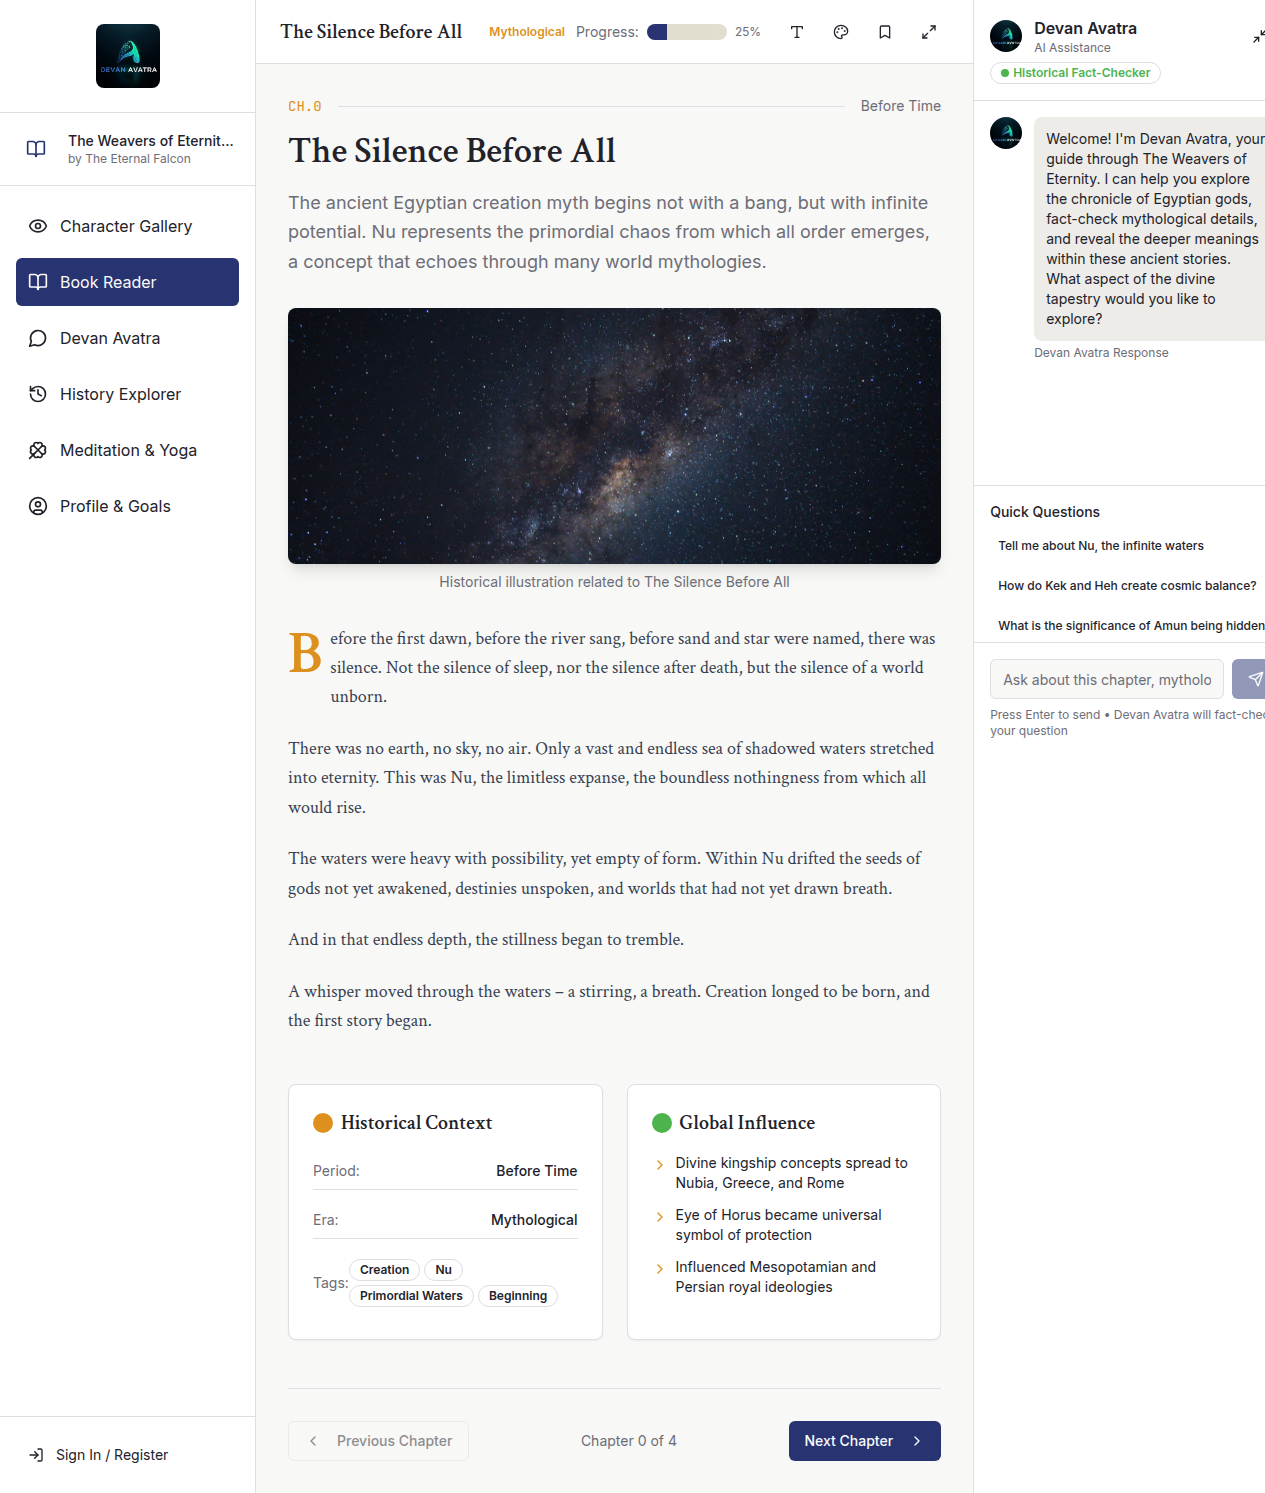 DEVAN AVATRA
The Weavers of Eternit...
by The Eternal Falcon
Character Gallery
Book Reader
Devan Avatra
History Explorer
Meditation & Yoga
Profile & Goals
Sign In / Register
The Silence Before All
Mythological
Progress:
25%
CH.0
Before Time
The Silence Before All
The ancient Egyptian creation myth begins not with a bang, but with infinite
potential. Nu represents the primordial chaos from which all order emerges,
a concept that echoes through many world mythologies.
Historical illustration related to The Silence Before All
Before the first dawn, before the river sang, before sand and star were named, there was
silence. Not the silence of sleep, nor the silence after death, but the silence of a world
unborn.
There was no earth, no sky, no air. Only a vast and endless sea of shadowed waters stretched
into eternity. This was Nu, the limitless expanse, the boundless nothingness from which all
would rise.
The waters were heavy with possibility, yet empty of form. Within Nu drifted the seeds of
gods not yet awakened, destinies unspoken, and worlds that had not yet drawn breath.
And in that endless depth, the stillness began to tremble.
A whisper moved through the waters – a stirring, a breath. Creation longed to be born, and
the first story began.
Historical Context
Period:
Before Time
Era:
Mythological
Tags:
Creation
Nu
Primordial Waters
Beginning
Global Influence
Divine kingship concepts spread to
Nubia, Greece, and Rome
Eye of Horus became universal
symbol of protection
Influenced Mesopotamian and
Persian royal ideologies
Previous Chapter
Chapter 0 of 4
Next Chapter
Devan Avatra
AI Assistance
Historical Fact-Checker
Welcome! I'm Devan Avatra, your
guide through The Weavers of
Eternity. I can help you explore
the chronicle of Egyptian gods,
fact-check mythological details,
and reveal the deeper meanings
within these ancient stories.
What aspect of the divine
tapestry would you like to
explore?
Devan Avatra Response
Quick Questions
Tell me about Nu, the infinite waters
How do Kek and Heh create cosmic balance?
What is the significance of Amun being hidden
Ask about this chapter, mytholo
Press Enter to send • Devan Avatra will fact-chec
your question